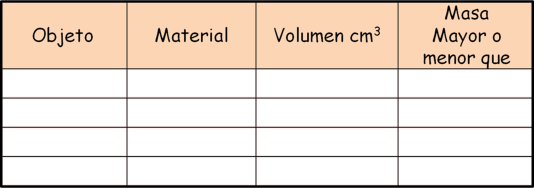 Objeto
Material
Volumen cm³
Masa
Mayor o
menor que